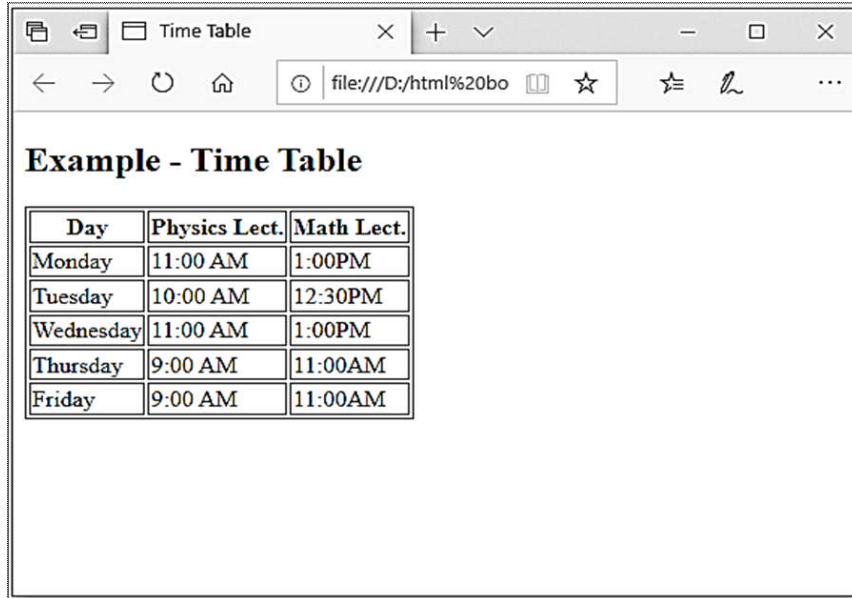 Time Table
file:///D:/html%20bo
Example - Time Table
Day Physics Lect. Math Lect.
Monday 11:00 AM 1:00PM
Tuesday 10:00 AM 12:30PM
Wednesday 11:00 AM 1:00PM
Thursday 9:00 AM 11:00AM
Friday 9:00 AM 11:00AM